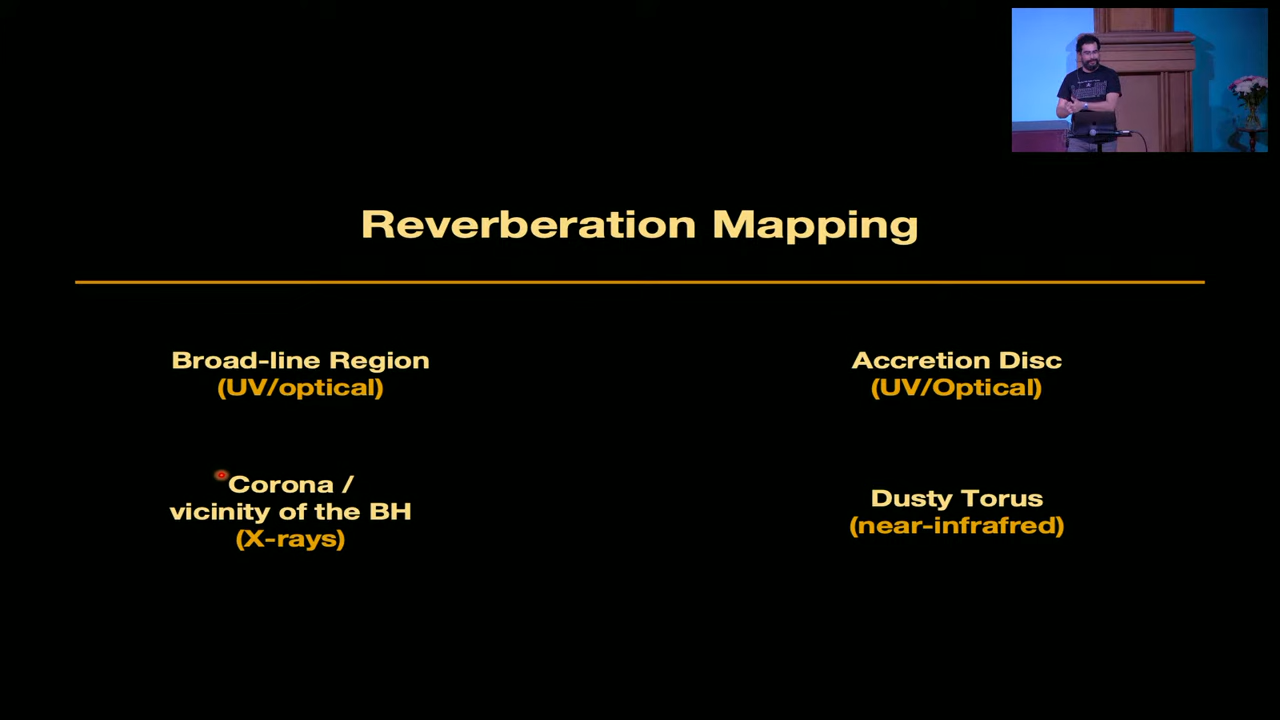 Reverberation Mapping
Broad-line Region
(UV/optical)
Accretion Disc
(UV/Optical)
Corona /
vicinity of the BH
(X-rays)
Dusty Torus
(near-infrafred)